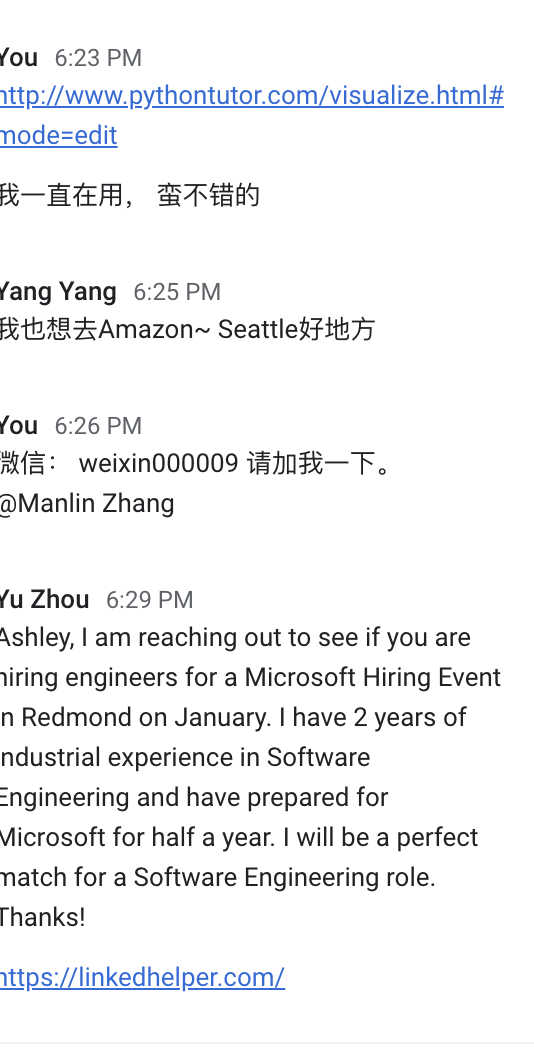 You 6:23 PM
http://www.pythontutor.com/visualize.html#
mode=edit
我一直在用， 蛮不错的
Yang Yang 6:25 PM
我也想去Amazon~ Seattle好地方
You 6:26 PM
微信： weixin000009 请加我一下。
@Manlin Zhang
Yu Zhou 6:29 PM
Ashley, I am reaching out to see if you are
hiring engineers for a Microsoft Hiring Event
in Redmond on January. I have 2 years of
industrial experience in Software
Engineering and have prepared for
Microsoft for half a year. I will be a perfect
match for a Software Engineering role.
Thanks!
https://linkedhelper.com/